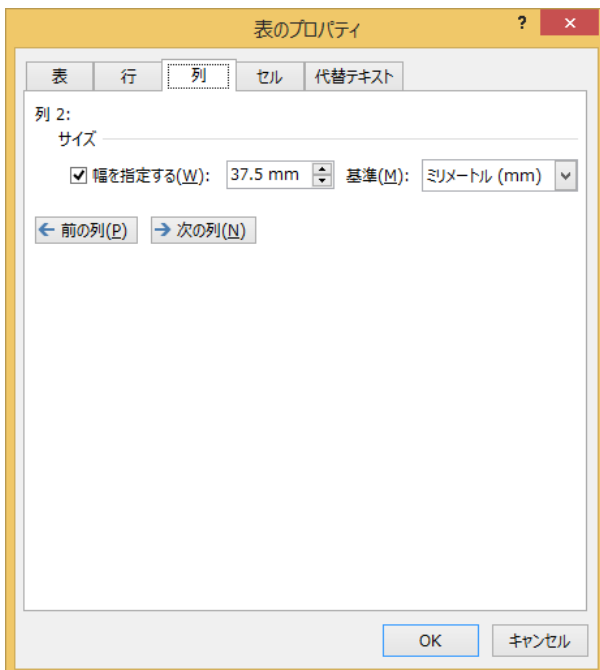 表のプロパティ ?
表 行 列 セル 代替テキスト
列 2:
サイズ
幅を指定する(W): 37.5 mm 基準(M): ミリメートル (mm)
前の列(P) 次の列(N)
OK キャンセル